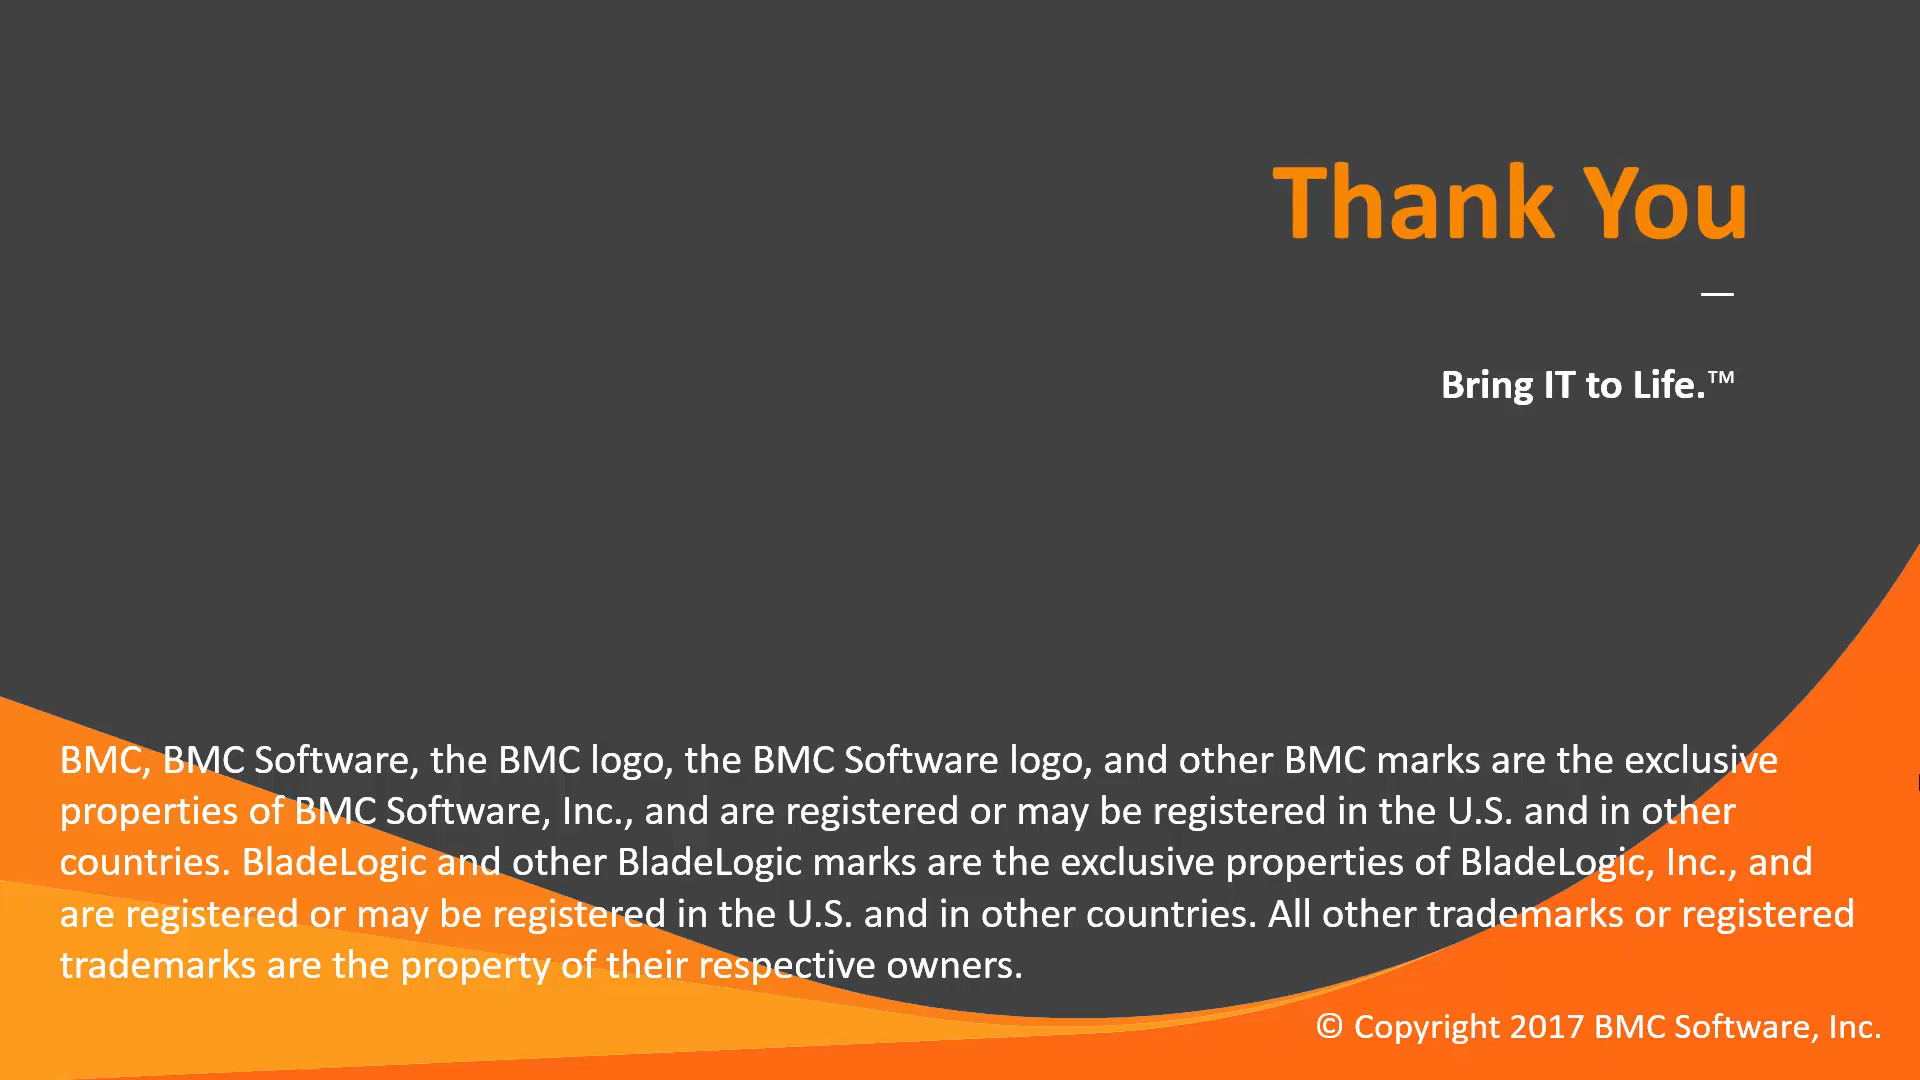 Thank You
—
Bring IT to Life.™
BMC, BMC Software, the BMC logo, the BMC Software logo, and other BMC marks are the exclusive
properties of BMC Software, Inc., and are registered or may be registered in the U.S. and in other
countries. BladeLogic and other BladeLogic marks are the exclusive properties of BladeLogic, Inc., and
are registered or may be registered in the U.S. and in other countries. All other trademarks or registered
trademarks are the property of their respective owners.
© Copyright 2017 BMC Software, Inc.